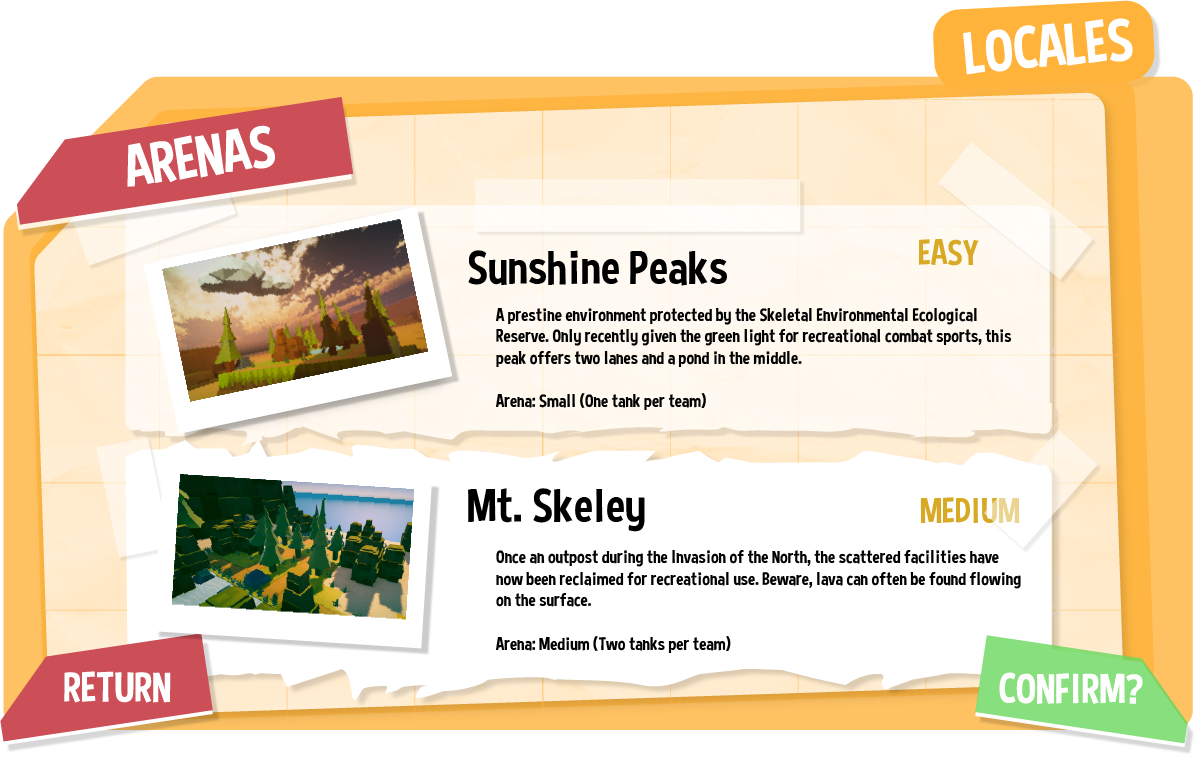 LOCALES
ARENAS
Sunshine Peaks
EASY
A prestine environment protected by the Skeletal Environmental Ecological
Reserve. Only recently given the green light for recreational combat sports, this
peak offers two lanes and a pond in the middle.
Arena: Small (One tank per team)
Mt. Skeley
MEDIUM
Once an outpost during the Invasion of the North, the scattered facilities have
now been reclaimed for recreational use. Beware, lava can often be found flowing
on the surface.
Arena: Medium (Two tanks per team)
RETURN
CONFIRM?